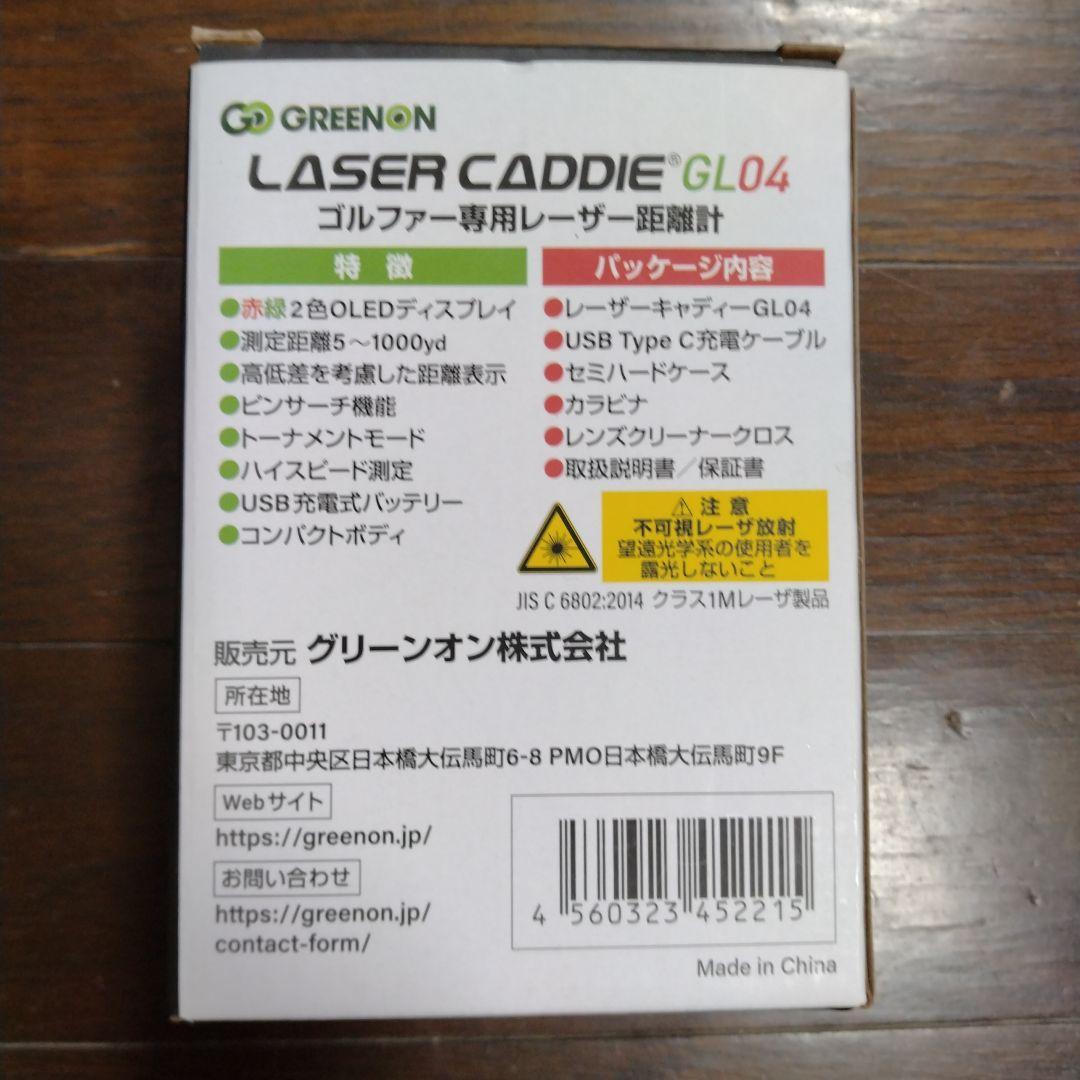 GREENON
LASER CADDIE® GL04
ゴルファー専用レーザー距離計
特徴
●赤緑2色OLEDディスプレイ
●測定距離5～1000yd
●高低差を考慮した距離表示
●ピンサーチ機能
●トーナメントモード
●ハイスピード測定
●USB充電式バッテリー
●コンパクトボディ
パッケージ内容
●レーザーキャディーGL04
●USB Type C充電ケーブル
●セミハードケース
●カラビナ
●レンズクリーナークロス
●取扱説明書／保証書
⚠ 注意
不可視レーザ放射
望遠光学系の使用者を
露光しないこと
JIS C 6802:2014 クラス1Mレーザ製品
販売元 グリーンオン株式会社
所在地
〒103-0011
東京都中央区日本橋大伝馬町6-8 PMO日本橋大伝馬町9F
Webサイト
https://greenon.jp/
お問い合わせ
https://greenon.jp/
contact-form/
4 560323 452215
Made in China